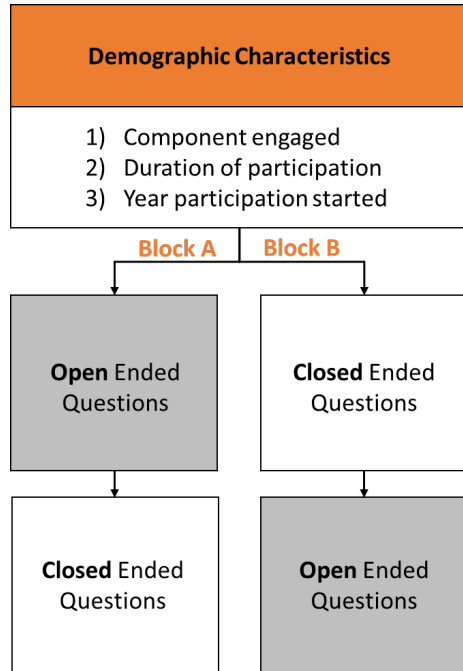 Demographic Characteristics
1) Component engaged
2) Duration of participation
3) Year participation started
Block A
Block B
Open Ended
Questions
Closed Ended
Questions
Closed Ended
Questions
Open Ended
Questions